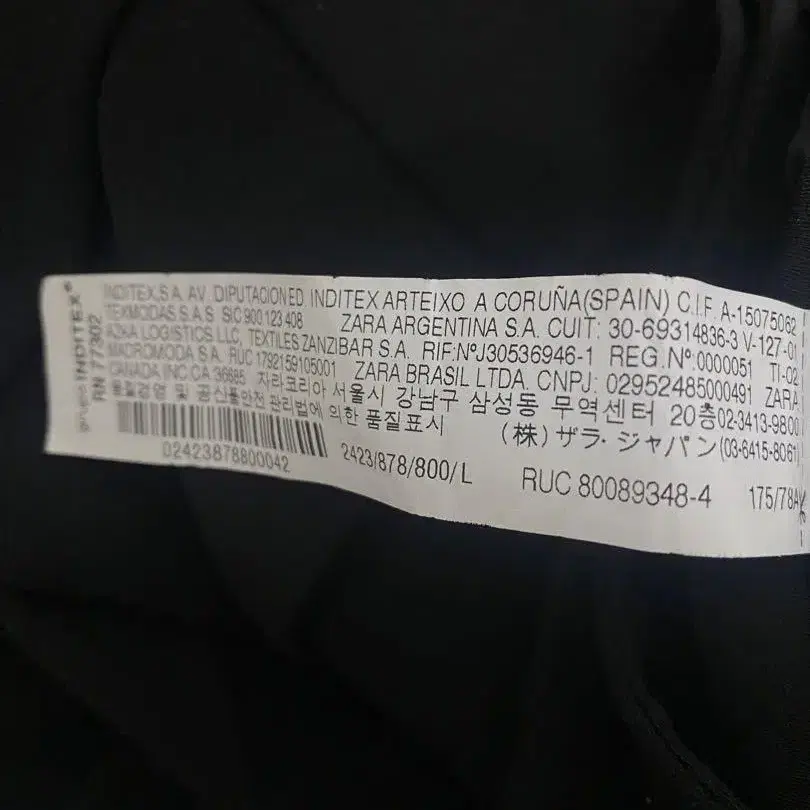 grupo INDITEX®
RN 77302
INDITEX,S.A. AV. DIPUTACION ED INDITEX ARTEIXO A CORUÑA(SPAIN) C.I.F. A-15075062
TEXMODAS S.A.S SIC 900 123 408 ZARA ARGENTINA S.A. CUIT: 30-69314836-3 V-127-01
AZKA LOGISTICS LLC, TEXTILES ZANZIBAR S.A. RIF:NºJ30536946-1 REG.Nº:0000051 TI-02
MACROMODA S.A. RUC 1792159105001 ZARA BRASIL LTDA. CNPJ: 02952485000491 ZARA
CANADA INC.CA 36685 자라코리아 서울시 강남구 삼성동 무역센터 20층02-3413-9800
품질경영 및 공산품안전 관리법에 의한 품질표시 (株) ザラ・ジャパン(03-6415-8061)
02423878800042 2423/878/800/L RUC 80089348-4 175/78A